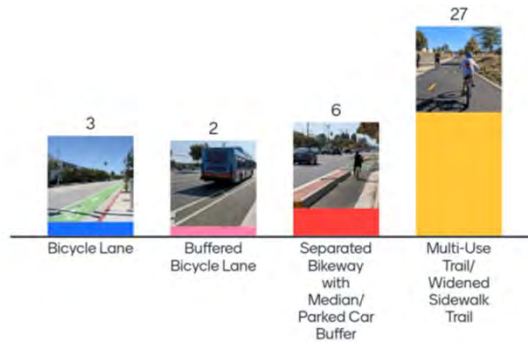 27
3
2
6
Bicycle Lane
Buffered
Bicycle Lane
Separated
Bikeway
with
Median/
Parked Car
Buffer
Multi-Use
Trail/
Widened
Sidewalk
Trail